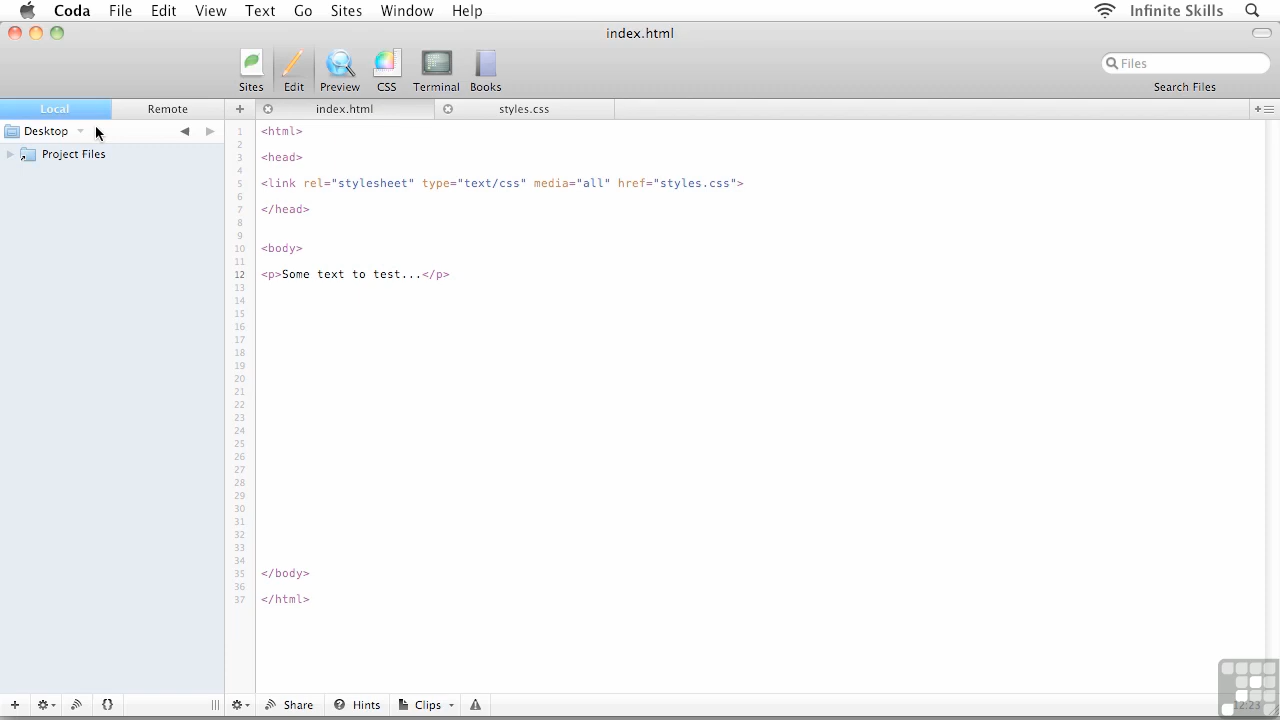 Coda File Edit View Text Go Sites Window Help Infinite Skills
index.html
Sites Edit Preview CSS Terminal Books Files
Search Files
Local Remote + index.html styles.css
Desktop
Project Files
1 <html>
2
3 <head>
4
5 <link rel="stylesheet" type="text/css" media="all" href="styles.css">
6
7 </head>
8
9
10 <body>
11
12 <p>Some text to test...</p>
13
14
15
16
17
18
19
20
21
22
23
24
25
26
27
28
29
30
31
32
33
34
35 </body>
36
37 </html>
+ {} Share ? Hints Clips 12:23